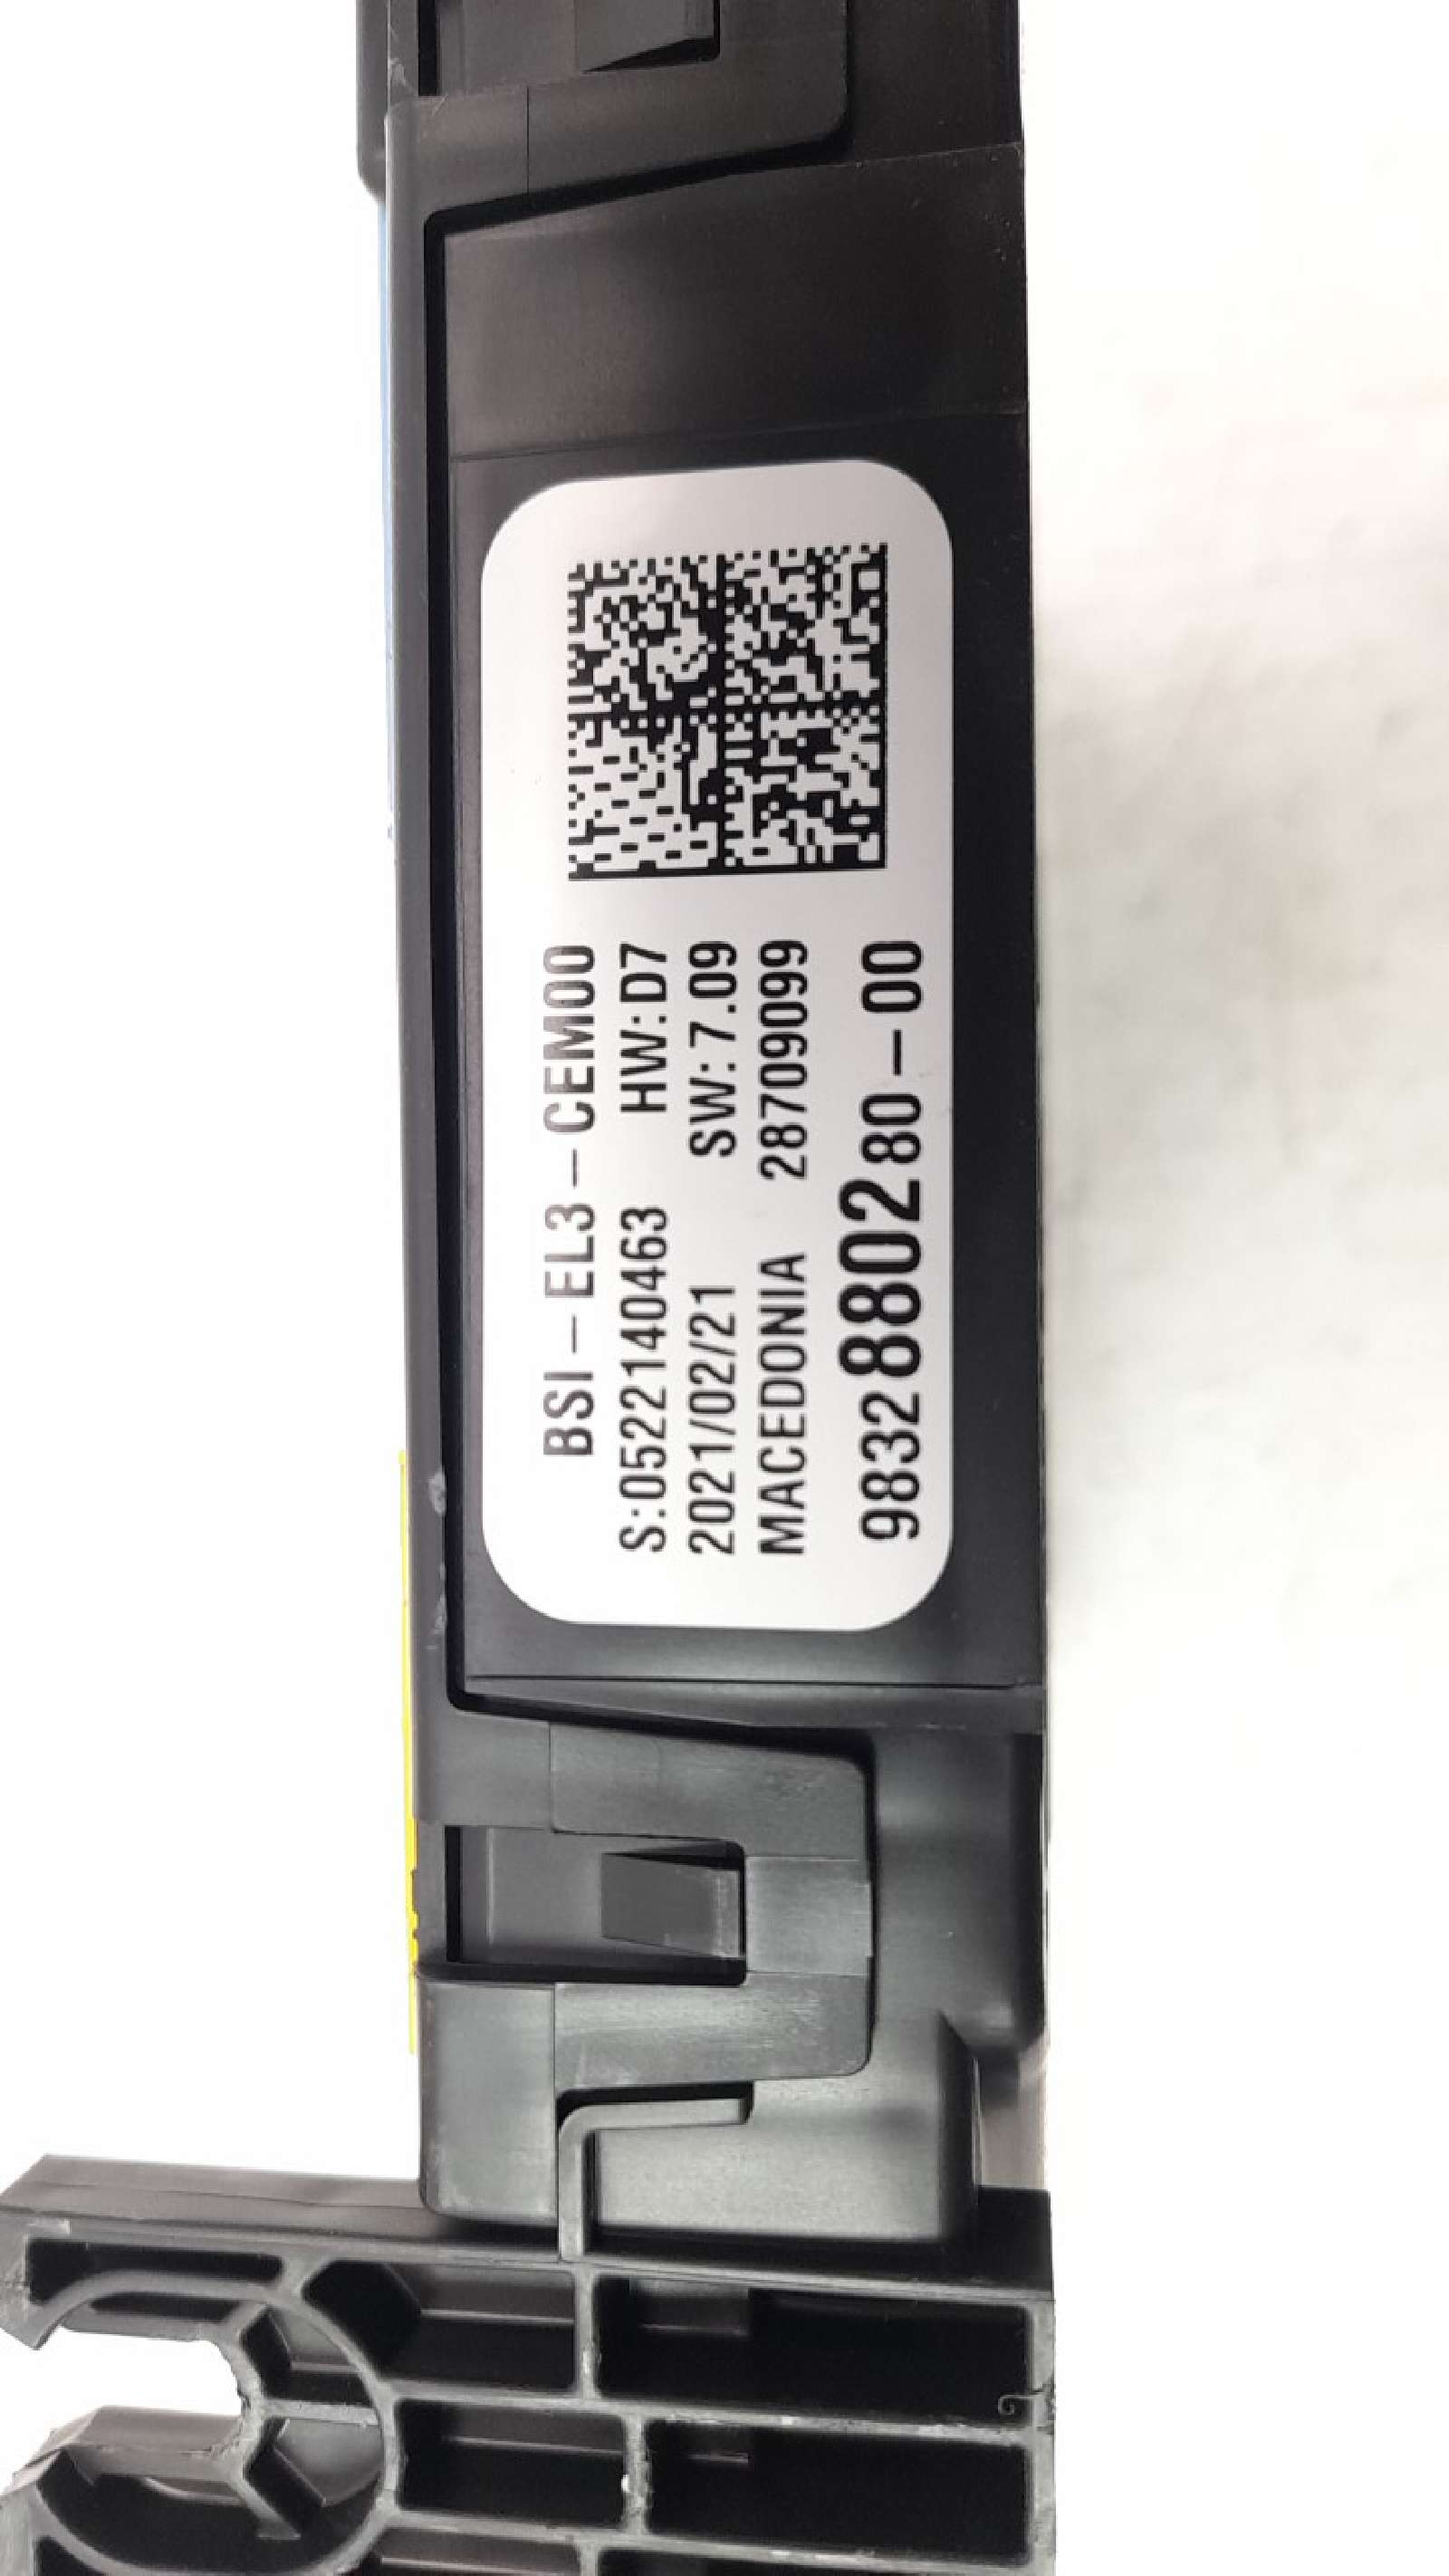 BSI-EL3-CEM00
S:0522140463 HW:D7
2021/02/21 SW:7.09
MACEDONIA 28709099
9832880280-00